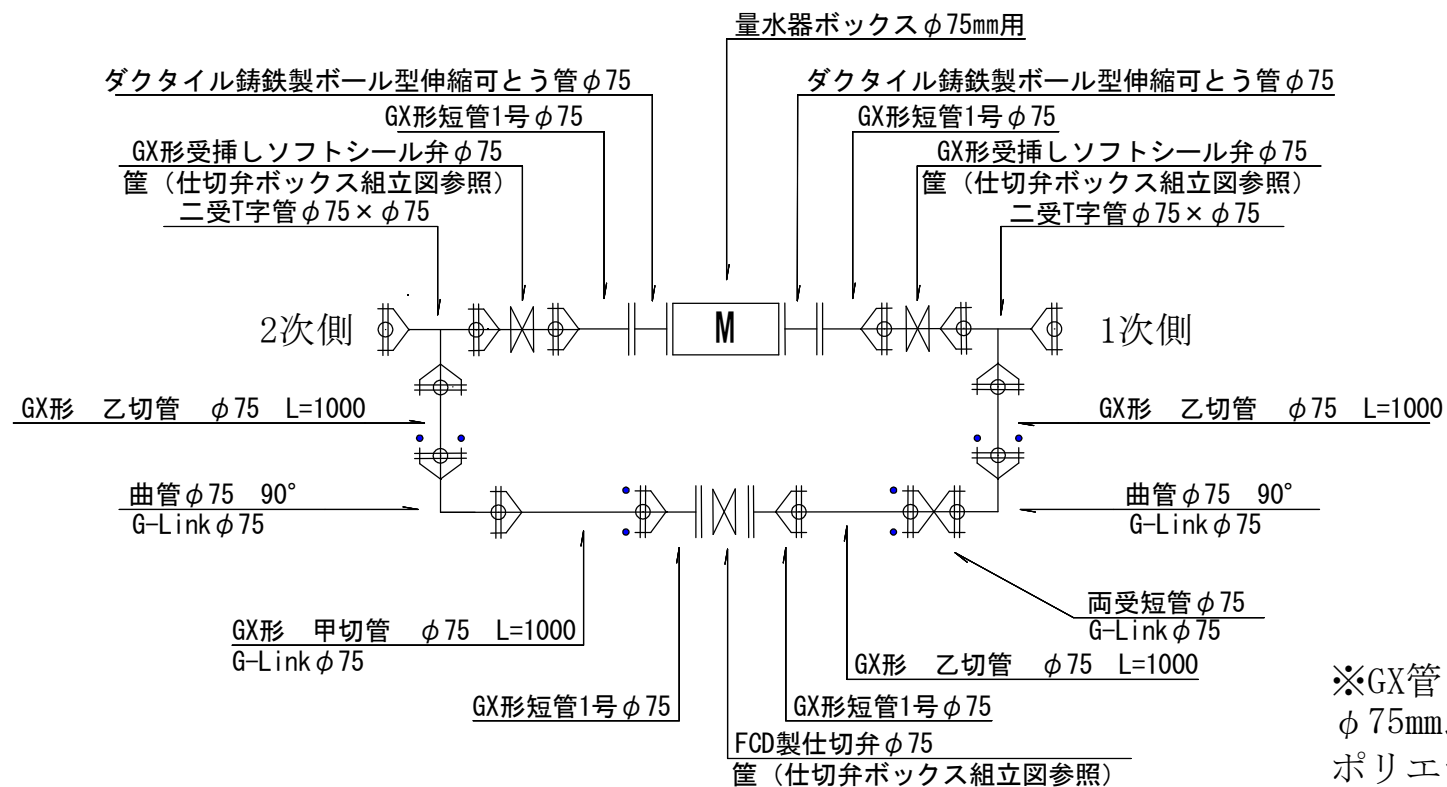 量水器ボックスφ75mm用
ダクタイル鋳鉄製ボール型伸縮可とう管φ75
ダクタイル鋳鉄製ボール型伸縮可とう管φ75
GX形短管1号φ75
GX形短管1号φ75
GX形受挿しソフトシール弁φ75
筐（仕切弁ボックス組立図参照）
GX形受挿しソフトシール弁φ75
筐（仕切弁ボックス組立図参照）
二受T字管φ75×φ75
二受T字管φ75×φ75
2次側
M
1次側
GX形　乙切管　φ75　L=1000
GX形　乙切管　φ75　L=1000
曲管φ75　90°
G-Linkφ75
曲管φ75　90°
G-Linkφ75
両受短管φ75
G-Linkφ75
GX形　甲切管　φ75　L=1000
G-Linkφ75
GX形　乙切管　φ75　L=1000
GX形短管1号φ75
GX形短管1号φ75
FCD製仕切弁φ75
筐（仕切弁ボックス組立図参照）
※GX管
φ75mm
ポリエ